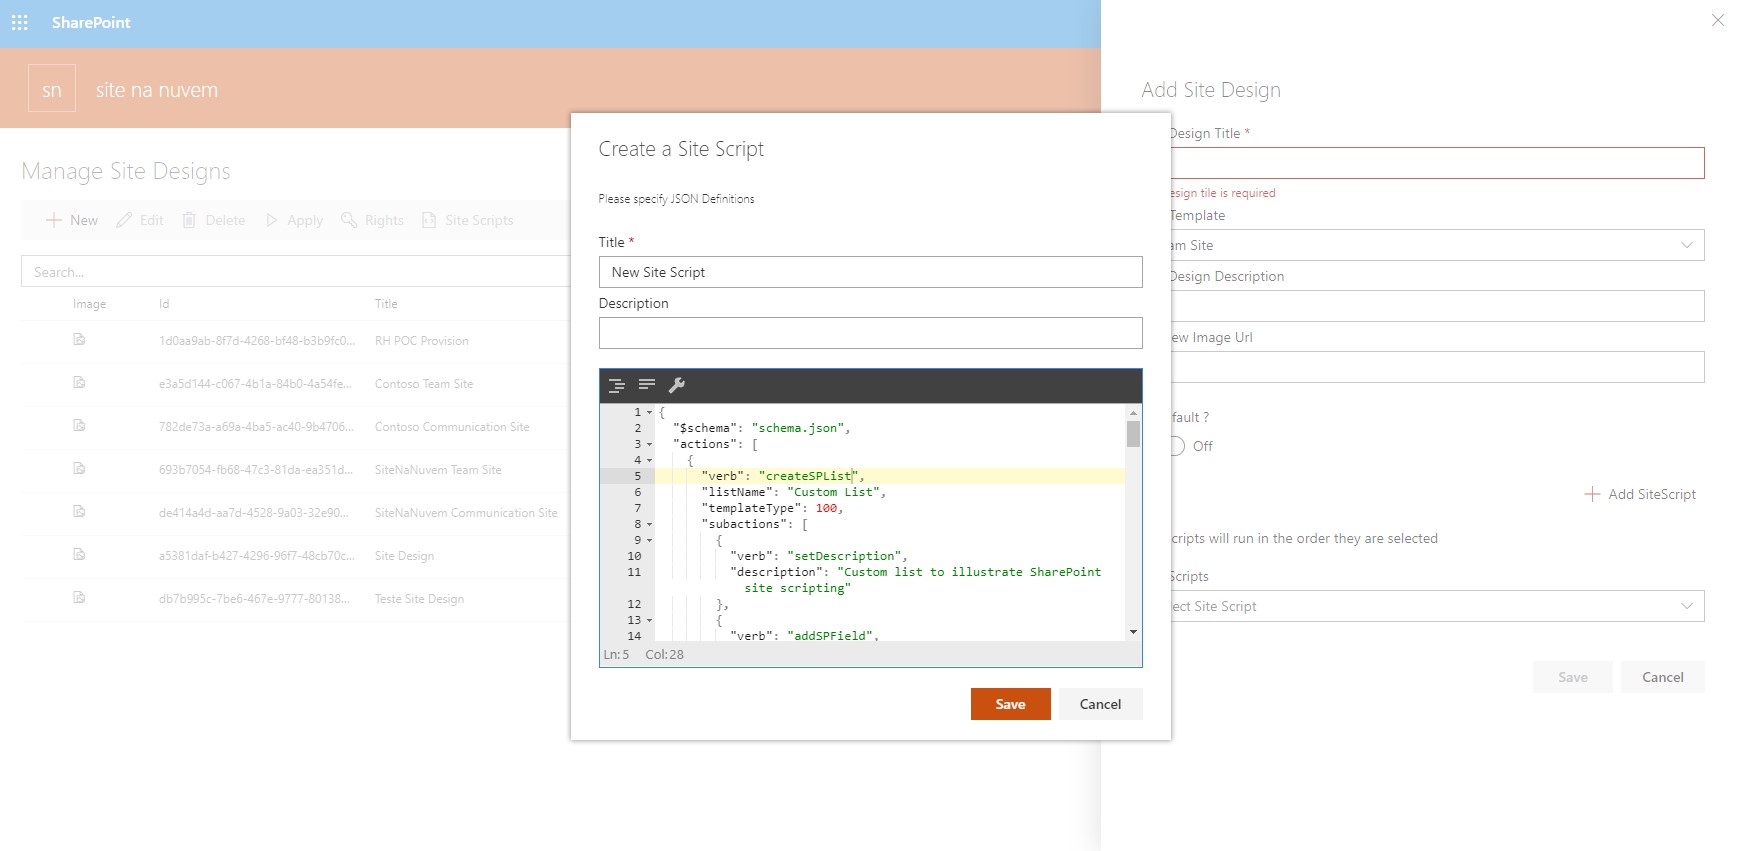 SharePoint
sn
site na nuvem
Manage Site Designs
New Edit Delete Apply Rights Site Scripts
Search...
Image Id Title
1d0aa9ab-8f7d-4268-bf48-b3b9fc0... RH POC Provision
e3a5d144-c067-4b1a-84b0-4a54fe... Contoso Team Site
782de73a-a69a-4ba5-ac40-9b4706... Contoso Communication Site
693b7054-fb68-47c3-81da-ea351d... SiteNaNuvem Team Site
de414a4d-aa7d-4528-9a03-32e90... SiteNaNuvem Communication Site
a5381daf-b427-4296-96f7-48cb70c... Site Design
db7b995c-7be6-467e-9777-80138... Teste Site Design
Create a Site Script
Please specify JSON Definitions
Title *
New Site Script
Description
1 {
2 "$schema": "schema.json",
3 "actions": [
4 {
5 "verb": "createSPList",
6 "listName": "Custom List",
7 "templateType": 100,
8 "subactions": [
9 {
10 "verb": "setDescription",
11 "description": "Custom list to illustrate SharePoint
site scripting"
12 },
13 {
14 "verb": "addSPField",
Ln:5 Col:28
Save Cancel
Add Site Design
Design Title *
esign tile is required
Template
am Site
Design Description
ew Image Url
fault ?
Off
Add SiteScript
cripts will run in the order they are selected
Scripts
ect Site Script
Save Cancel